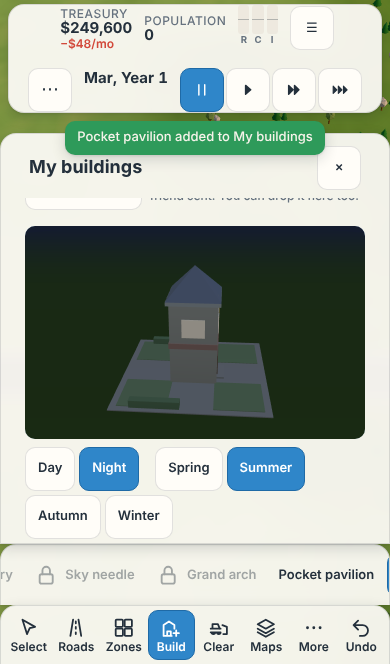 TREASURY
$249,600
−$48/mo
POPULATION
0
R C I
Mar, Year 1
Pocket pavilion added to My buildings
My buildings
Day
Night
Spring
Summer
Autumn
Winter
ry
Sky needle
Grand arch
Pocket pavilion
Select
Roads
Zones
Build
Clear
Maps
More
Undo